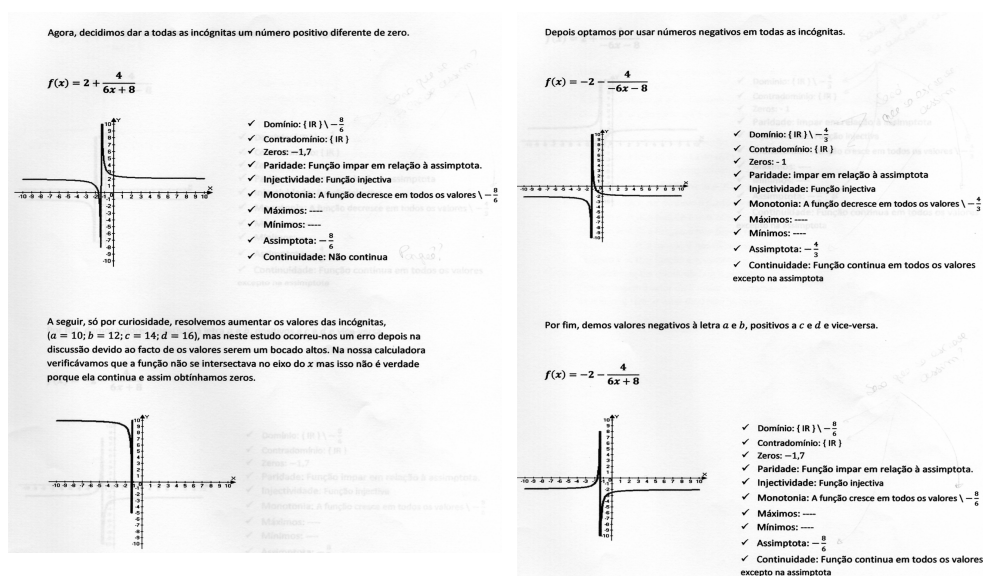 Agora, decidimos dar a todas as incógnitas um número positivo diferente de zero.
f(x) = 2 + 4/(6x + 8)
✓ Domínio: { IR } \ − 8/6
✓ Contradomínio: { IR }
✓ Zeros: −1,7
✓ Paridade: Função impar em relação à assimptota.
✓ Injectividade: Função injectiva
✓ Monotonia: A função decresce em todos os valores \ − 8/6
✓ Máximos: ----
✓ Mínimos: ----
✓ Assimptota: − 8/6
✓ Continuidade: Não continua
A seguir, só por curiosidade, resolvemos aumentar os valores das incógnitas,
(a = 10; b = 12; c = 14; d = 16), mas neste estudo ocorreu-nos um erro depois na
discussão devido ao facto de os valores serem um bocado altos. Na nossa calculadora
verificávamos que a função não se intersectava no eixo do x mas isso não é verdade
porque ela continua e assim obtínhamos zeros.
Depois optamos por usar números negativos em todas as incógnitas.
f(x) = −2 − 4/(−6x − 8)
✓ Domínio: { IR } \ − 4/3
✓ Contradomínio: { IR }
✓ Zeros: - 1
✓ Paridade: impar em relação à assimptota
✓ Injectividade: Função injectiva
✓ Monotonia: A função decresce em todos os valores \ − 4/3
✓ Máximos: ----
✓ Mínimos: ----
✓ Assimptota: − 4/3
✓ Continuidade: Função continua em todos os valores
excepto na assimptota
Por fim, demos valores negativos à letra a e b, positivos a c e d e vice-versa.
f(x) = −2 − 4/(6x + 8)
✓ Domínio: { IR } \ − 8/6
✓ Contradomínio: { IR }
✓ Zeros: −1,7
✓ Paridade: Função impar em relação à assimptota.
✓ Injectividade: Função injectiva
✓ Monotonia: A função cresce em todos os valores \ − 8/6
✓ Máximos: ----
✓ Mínimos: ----
✓ Assimptota: − 8/6
✓ Continuidade: Função continua em todos os valores
excepto na assimptota